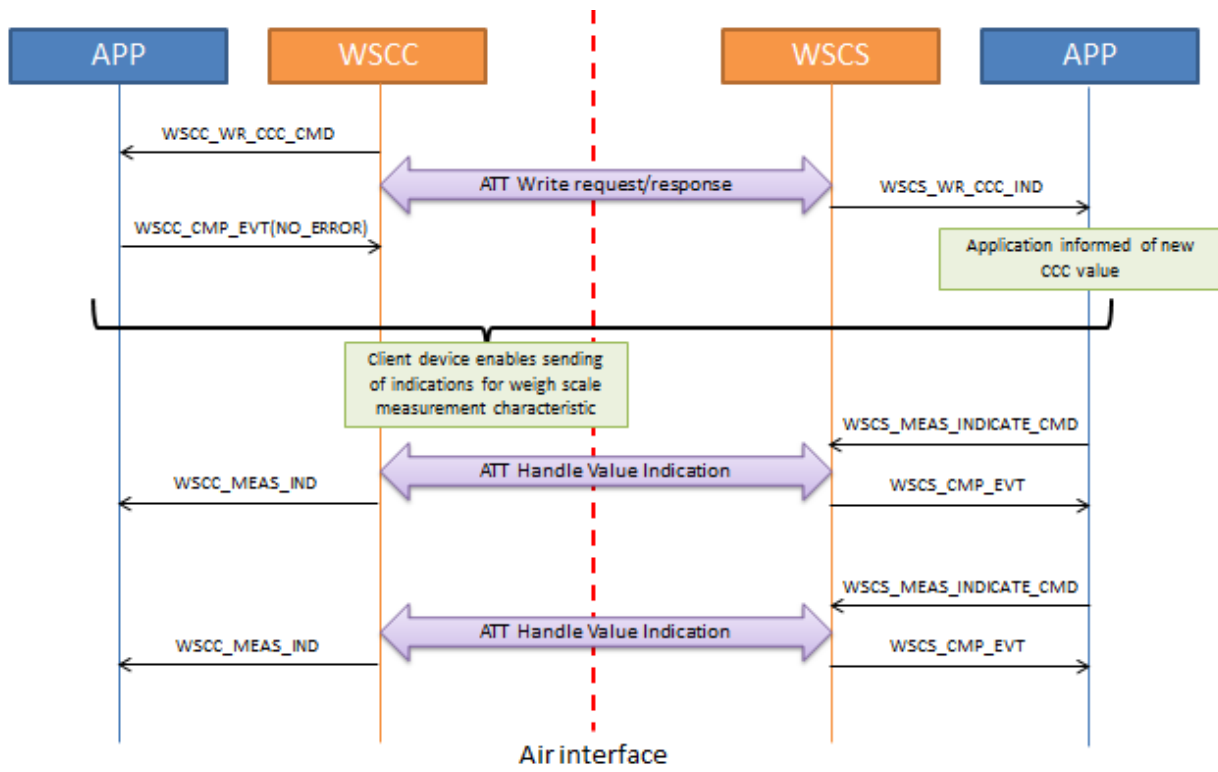 APP
WSCC
WSCS
APP
WSCC_WR_CCC_CMD
ATT Write request/response
WSCS_WR_CCC_IND
WSCC_CMP_EVT(NO_ERROR)
Application informed of new
CCC value
Client device enables sending
of indications for weigh scale
measurement characteristic
WSCS_MEAS_INDICATE_CMD
ATT Handle Value Indication
WSCC_MEAS_IND
WSCS_CMP_EVT
WSCS_MEAS_INDICATE_CMD
ATT Handle Value Indication
WSCC_MEAS_IND
WSCS_CMP_EVT
Air interface